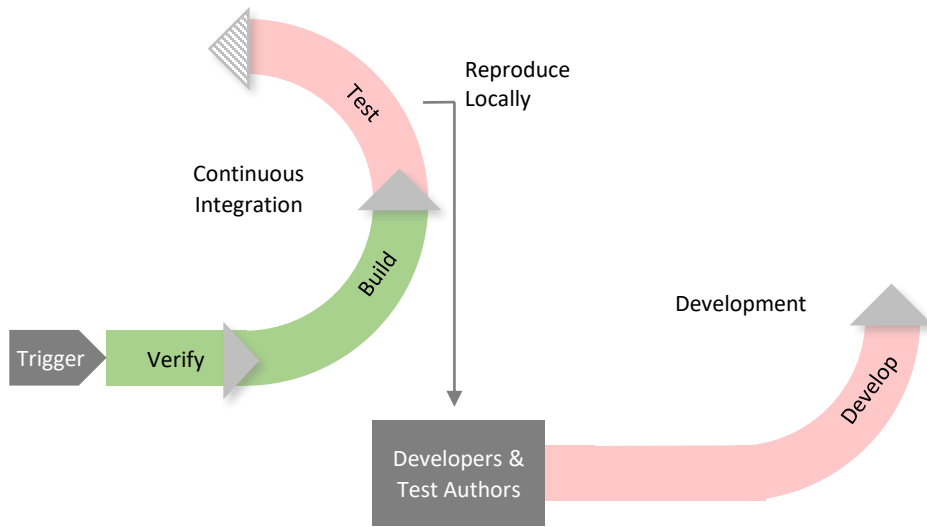 Test
Reproduce
Locally
Continuous
Integration
Build
Trigger
Verify
Development
Develop
Developers &
Test Authors